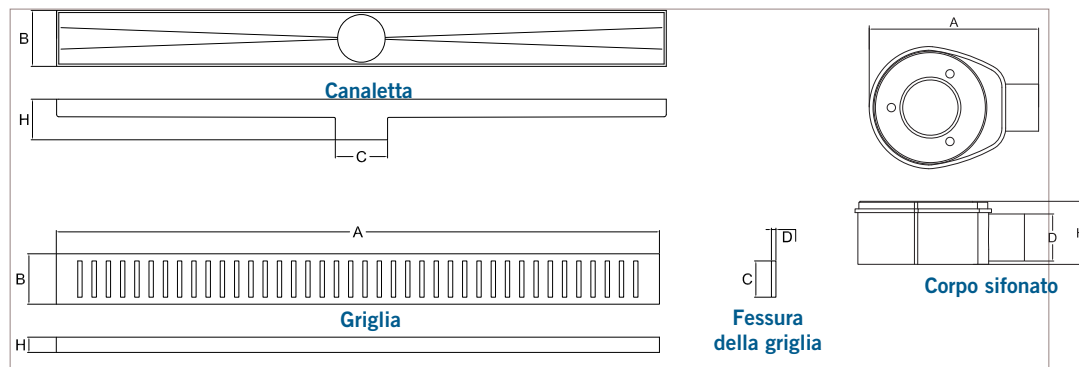 A
B
Canaletta
H
C
D
H
A
D
B
C
Corpo sifonato
Griglia
Fessura
della griglia
H